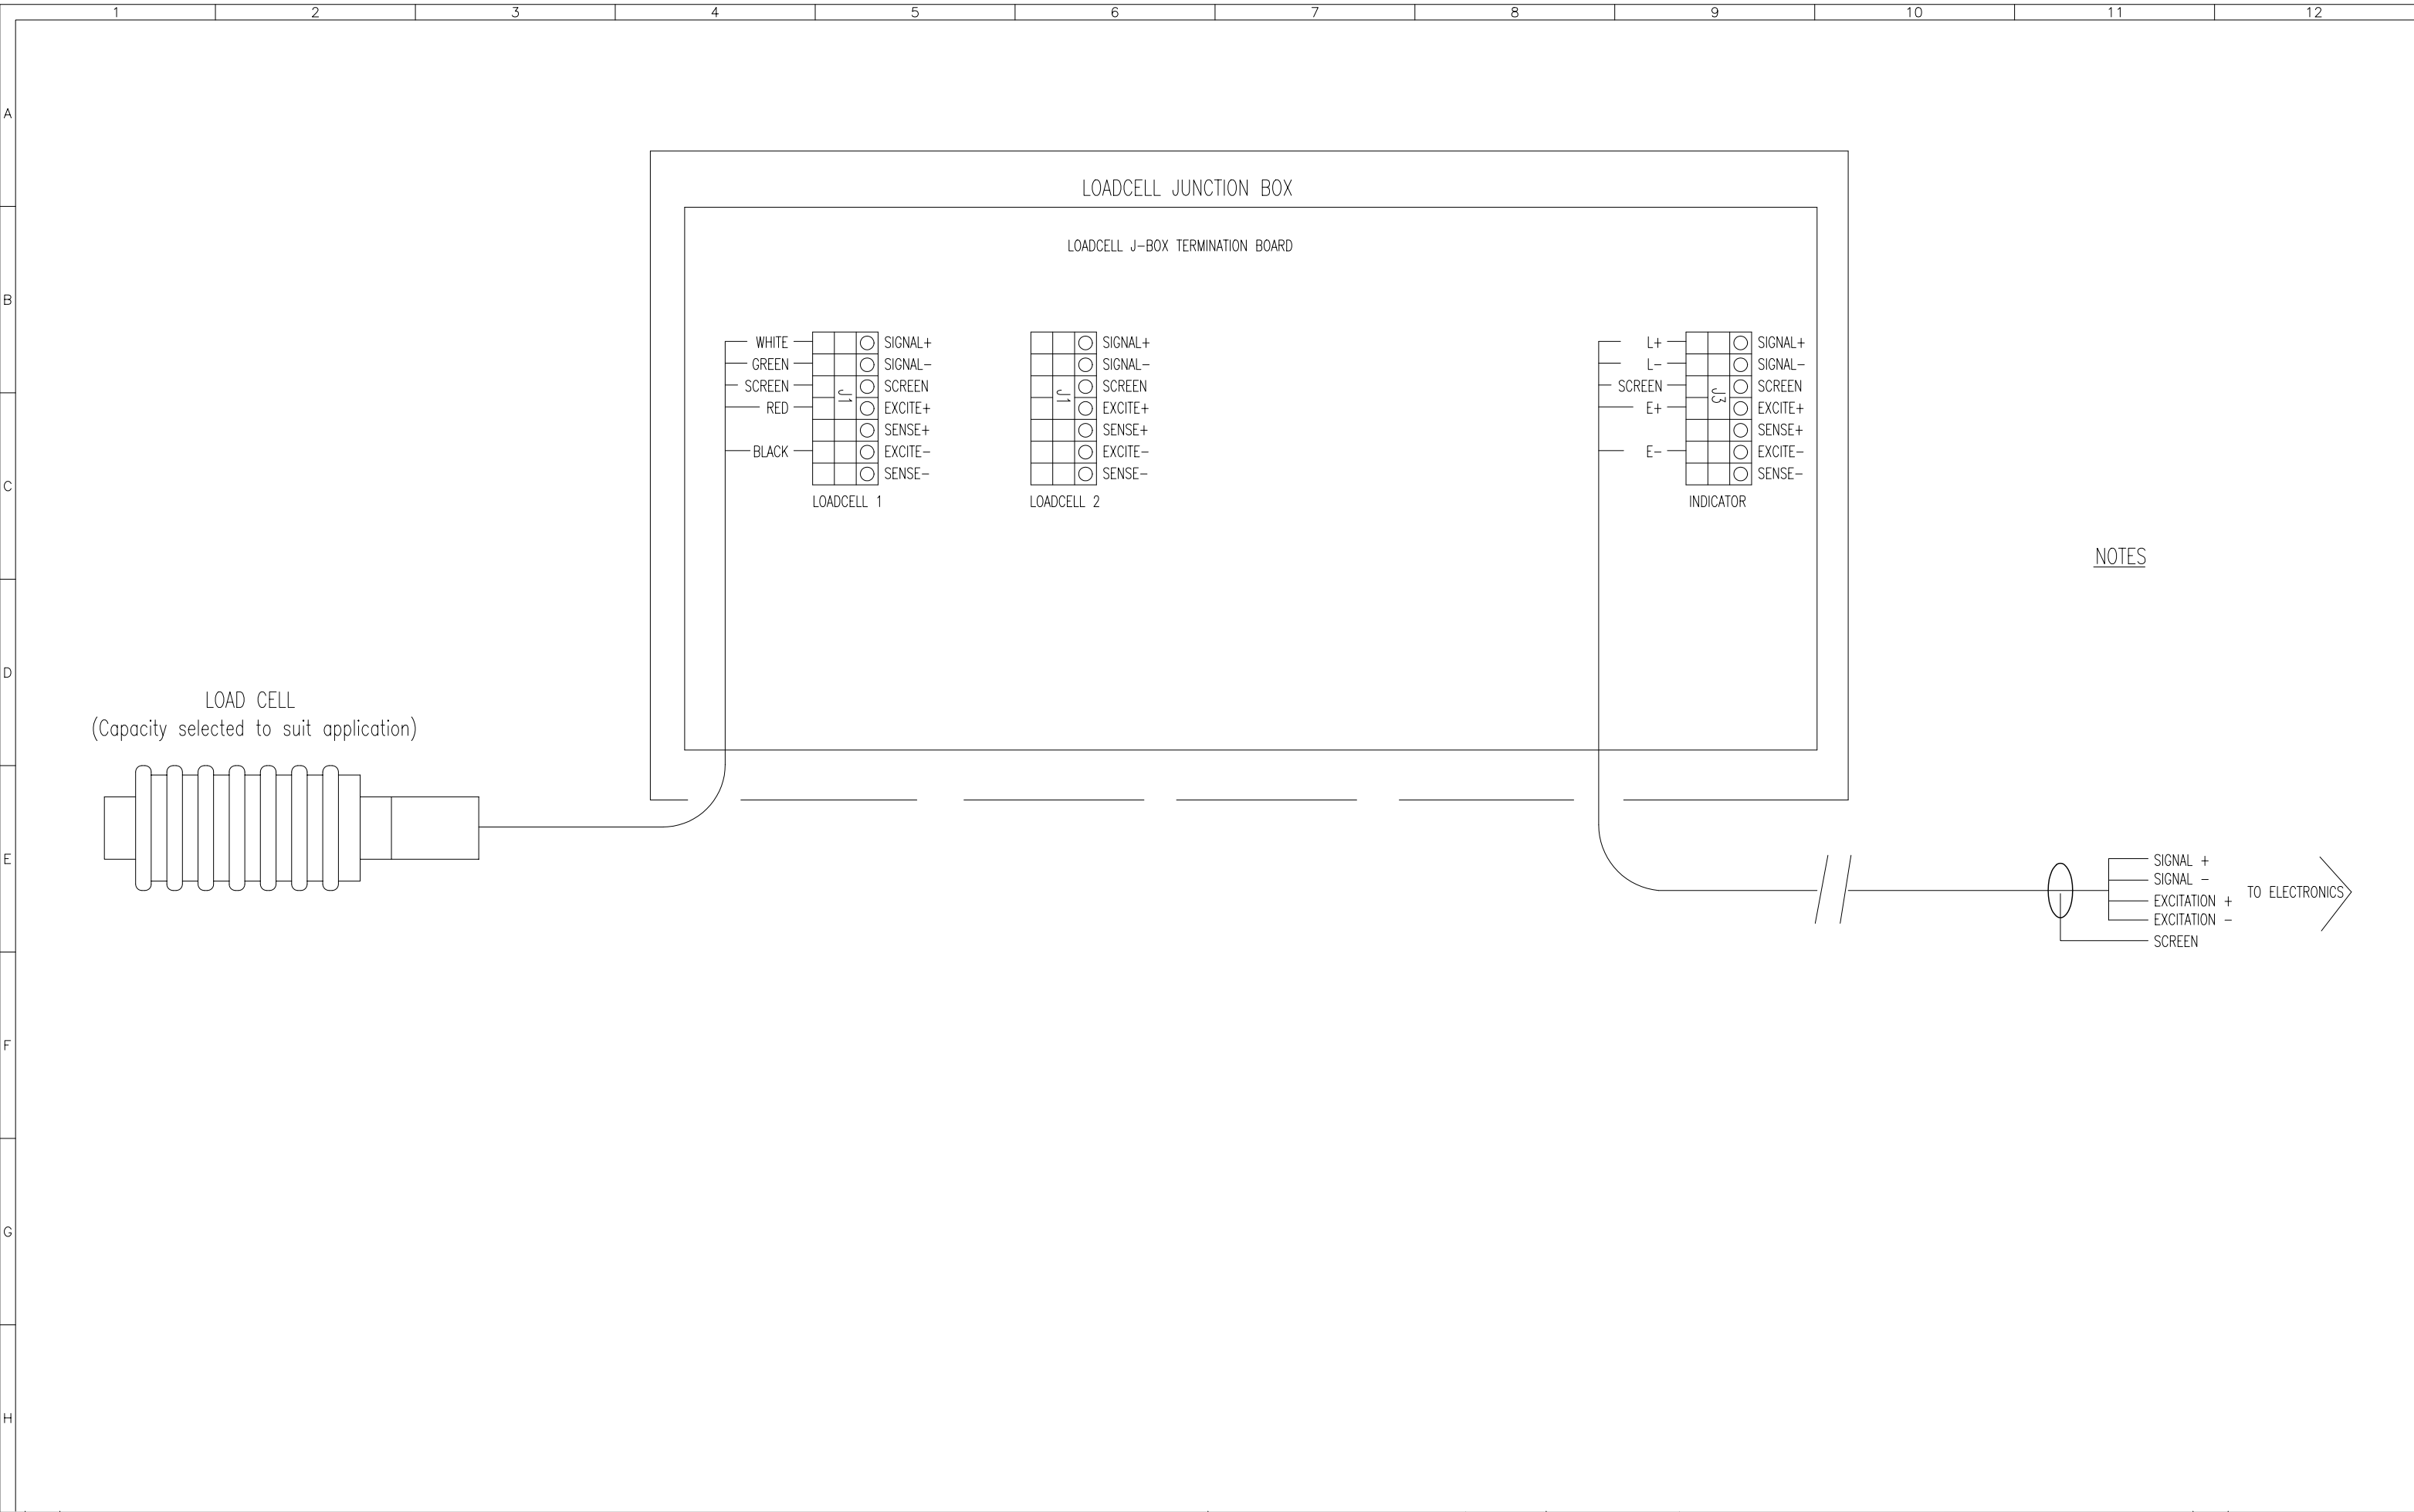 1 2 3 4 5 6 7 8 9 10 11 12
A
LOADCELL JUNCTION BOX
LOADCELL J-BOX TERMINATION BOARD
B
WHITE SIGNAL+ SIGNAL+ L+ SIGNAL+
GREEN SIGNAL- SIGNAL- L- SIGNAL-
SCREEN J1 SCREEN J1 SCREEN SCREEN J3 SCREEN
RED EXCITE+ EXCITE+ E+ EXCITE+
SENSE+ SENSE+ SENSE+
BLACK EXCITE- EXCITE- E- EXCITE-
SENSE- SENSE- SENSE-
C
LOADCELL 1 LOADCELL 2 INDICATOR
NOTES
D
LOAD CELL
(Capacity selected to suit application)
E
SIGNAL +
SIGNAL -
TO ELECTRONICS
EXCITATION +
EXCITATION -
SCREEN
F
G
H